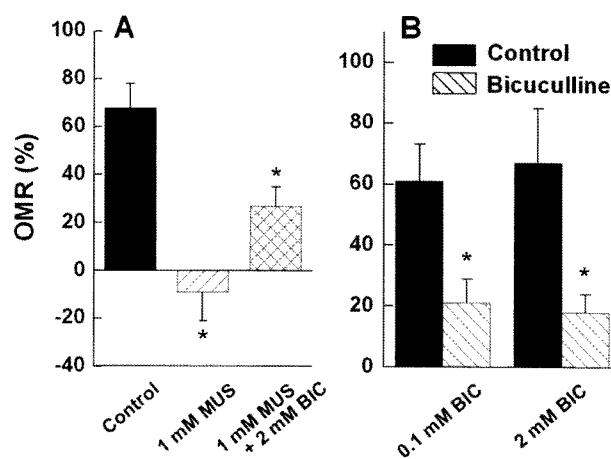 A
B
Control
Bicuculline
OMR (%)
100
80
60
40
20
0
-20
-40
100
80
60
40
20
0
*
*
*
*
Control
1 mM MUS
1 mM MUS
+ 2 mM BIC
0.1 mM BIC
2 mM BIC